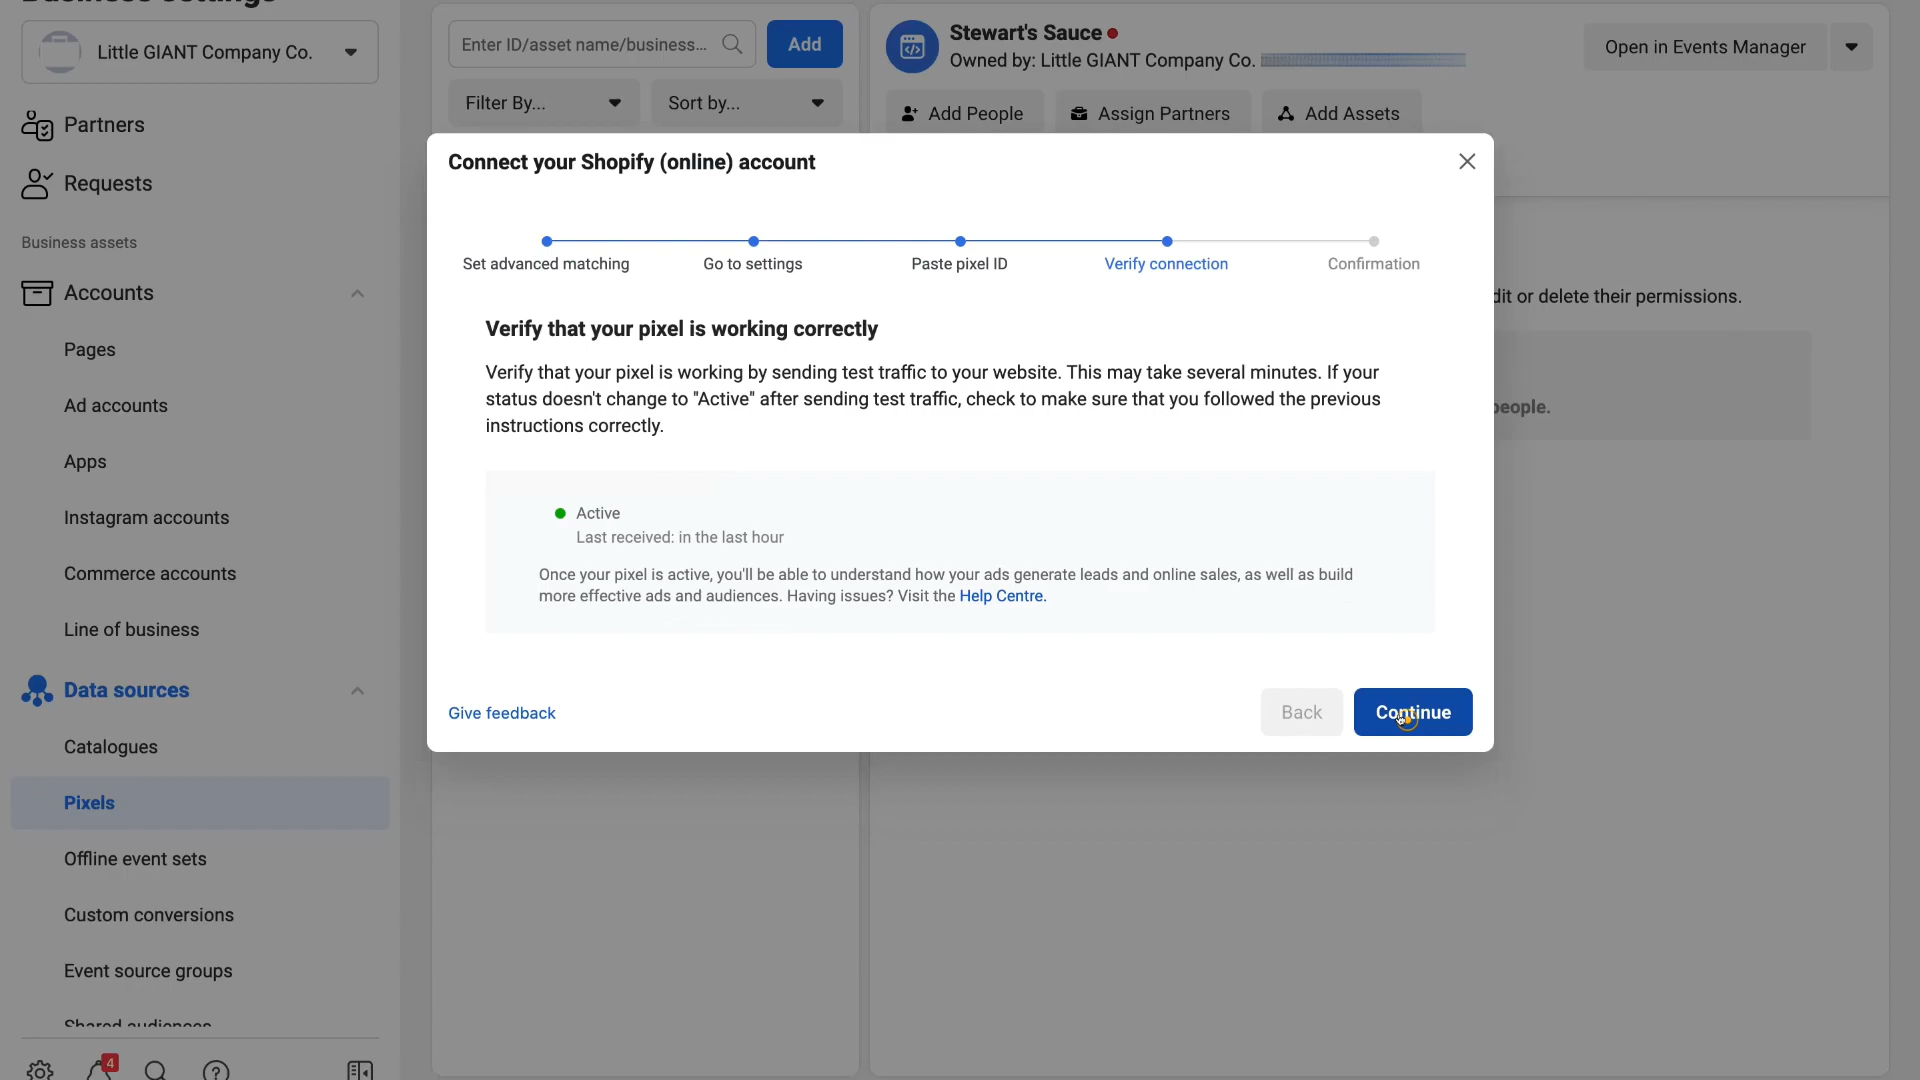 Business settings
Little GIANT Company Co.
Partners
Requests
Business assets
Accounts
Pages
Ad accounts
Apps
Instagram accounts
Commerce accounts
Line of business
Data sources
Catalogues
Pixels
Offline event sets
Custom conversions
Event source groups
Shared audiences
4
Enter ID/asset name/business...
Add
Filter By...
Sort by...
Stewart's Sauce
Owned by: Little GIANT Company Co.
Open in Events Manager
Add People
Assign Partners
Add Assets
dit or delete their permissions.
people.
Connect your Shopify (online) account
Set advanced matching
Go to settings
Paste pixel ID
Verify connection
Confirmation
Verify that your pixel is working correctly
Verify that your pixel is working by sending test traffic to your website. This may take several minutes. If your
status doesn't change to "Active" after sending test traffic, check to make sure that you followed the previous
instructions correctly.
Active
Last received: in the last hour
Once your pixel is active, you'll be able to understand how your ads generate leads and online sales, as well as build
more effective ads and audiences. Having issues? Visit the Help Centre.
Give feedback
Back
Continue